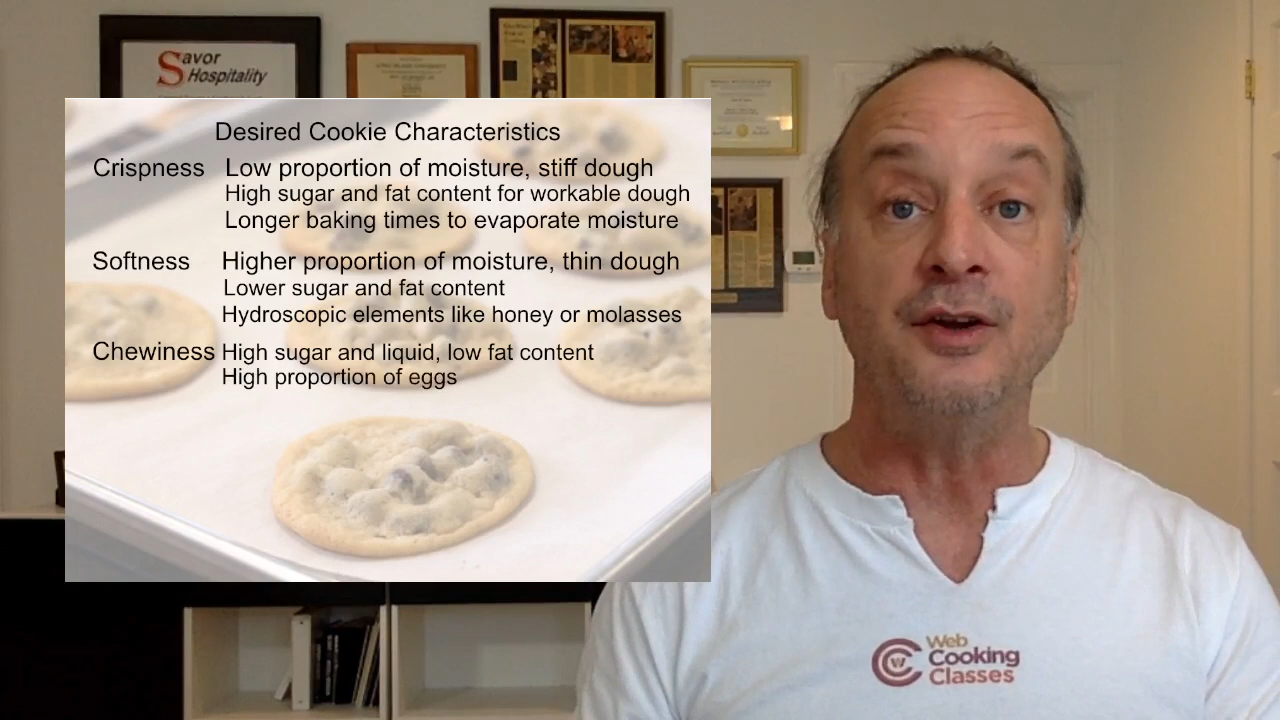 Savor
Hospitality
Desired Cookie Characteristics
Crispness Low proportion of moisture, stiff dough
High sugar and fat content for workable dough
Longer baking times to evaporate moisture
Softness Higher proportion of moisture, thin dough
Lower sugar and fat content
Hydroscopic elements like honey or molasses
Chewiness High sugar and liquid, low fat content
High proportion of eggs
Web
Cooking
Classes